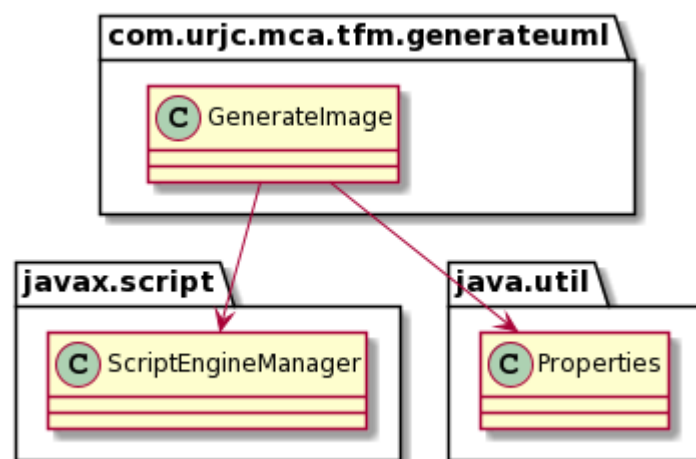 com.urjc.mca.tfm.generateuml
C GenerateImage
javax.script
java.util
C ScriptEngineManager
C Properties